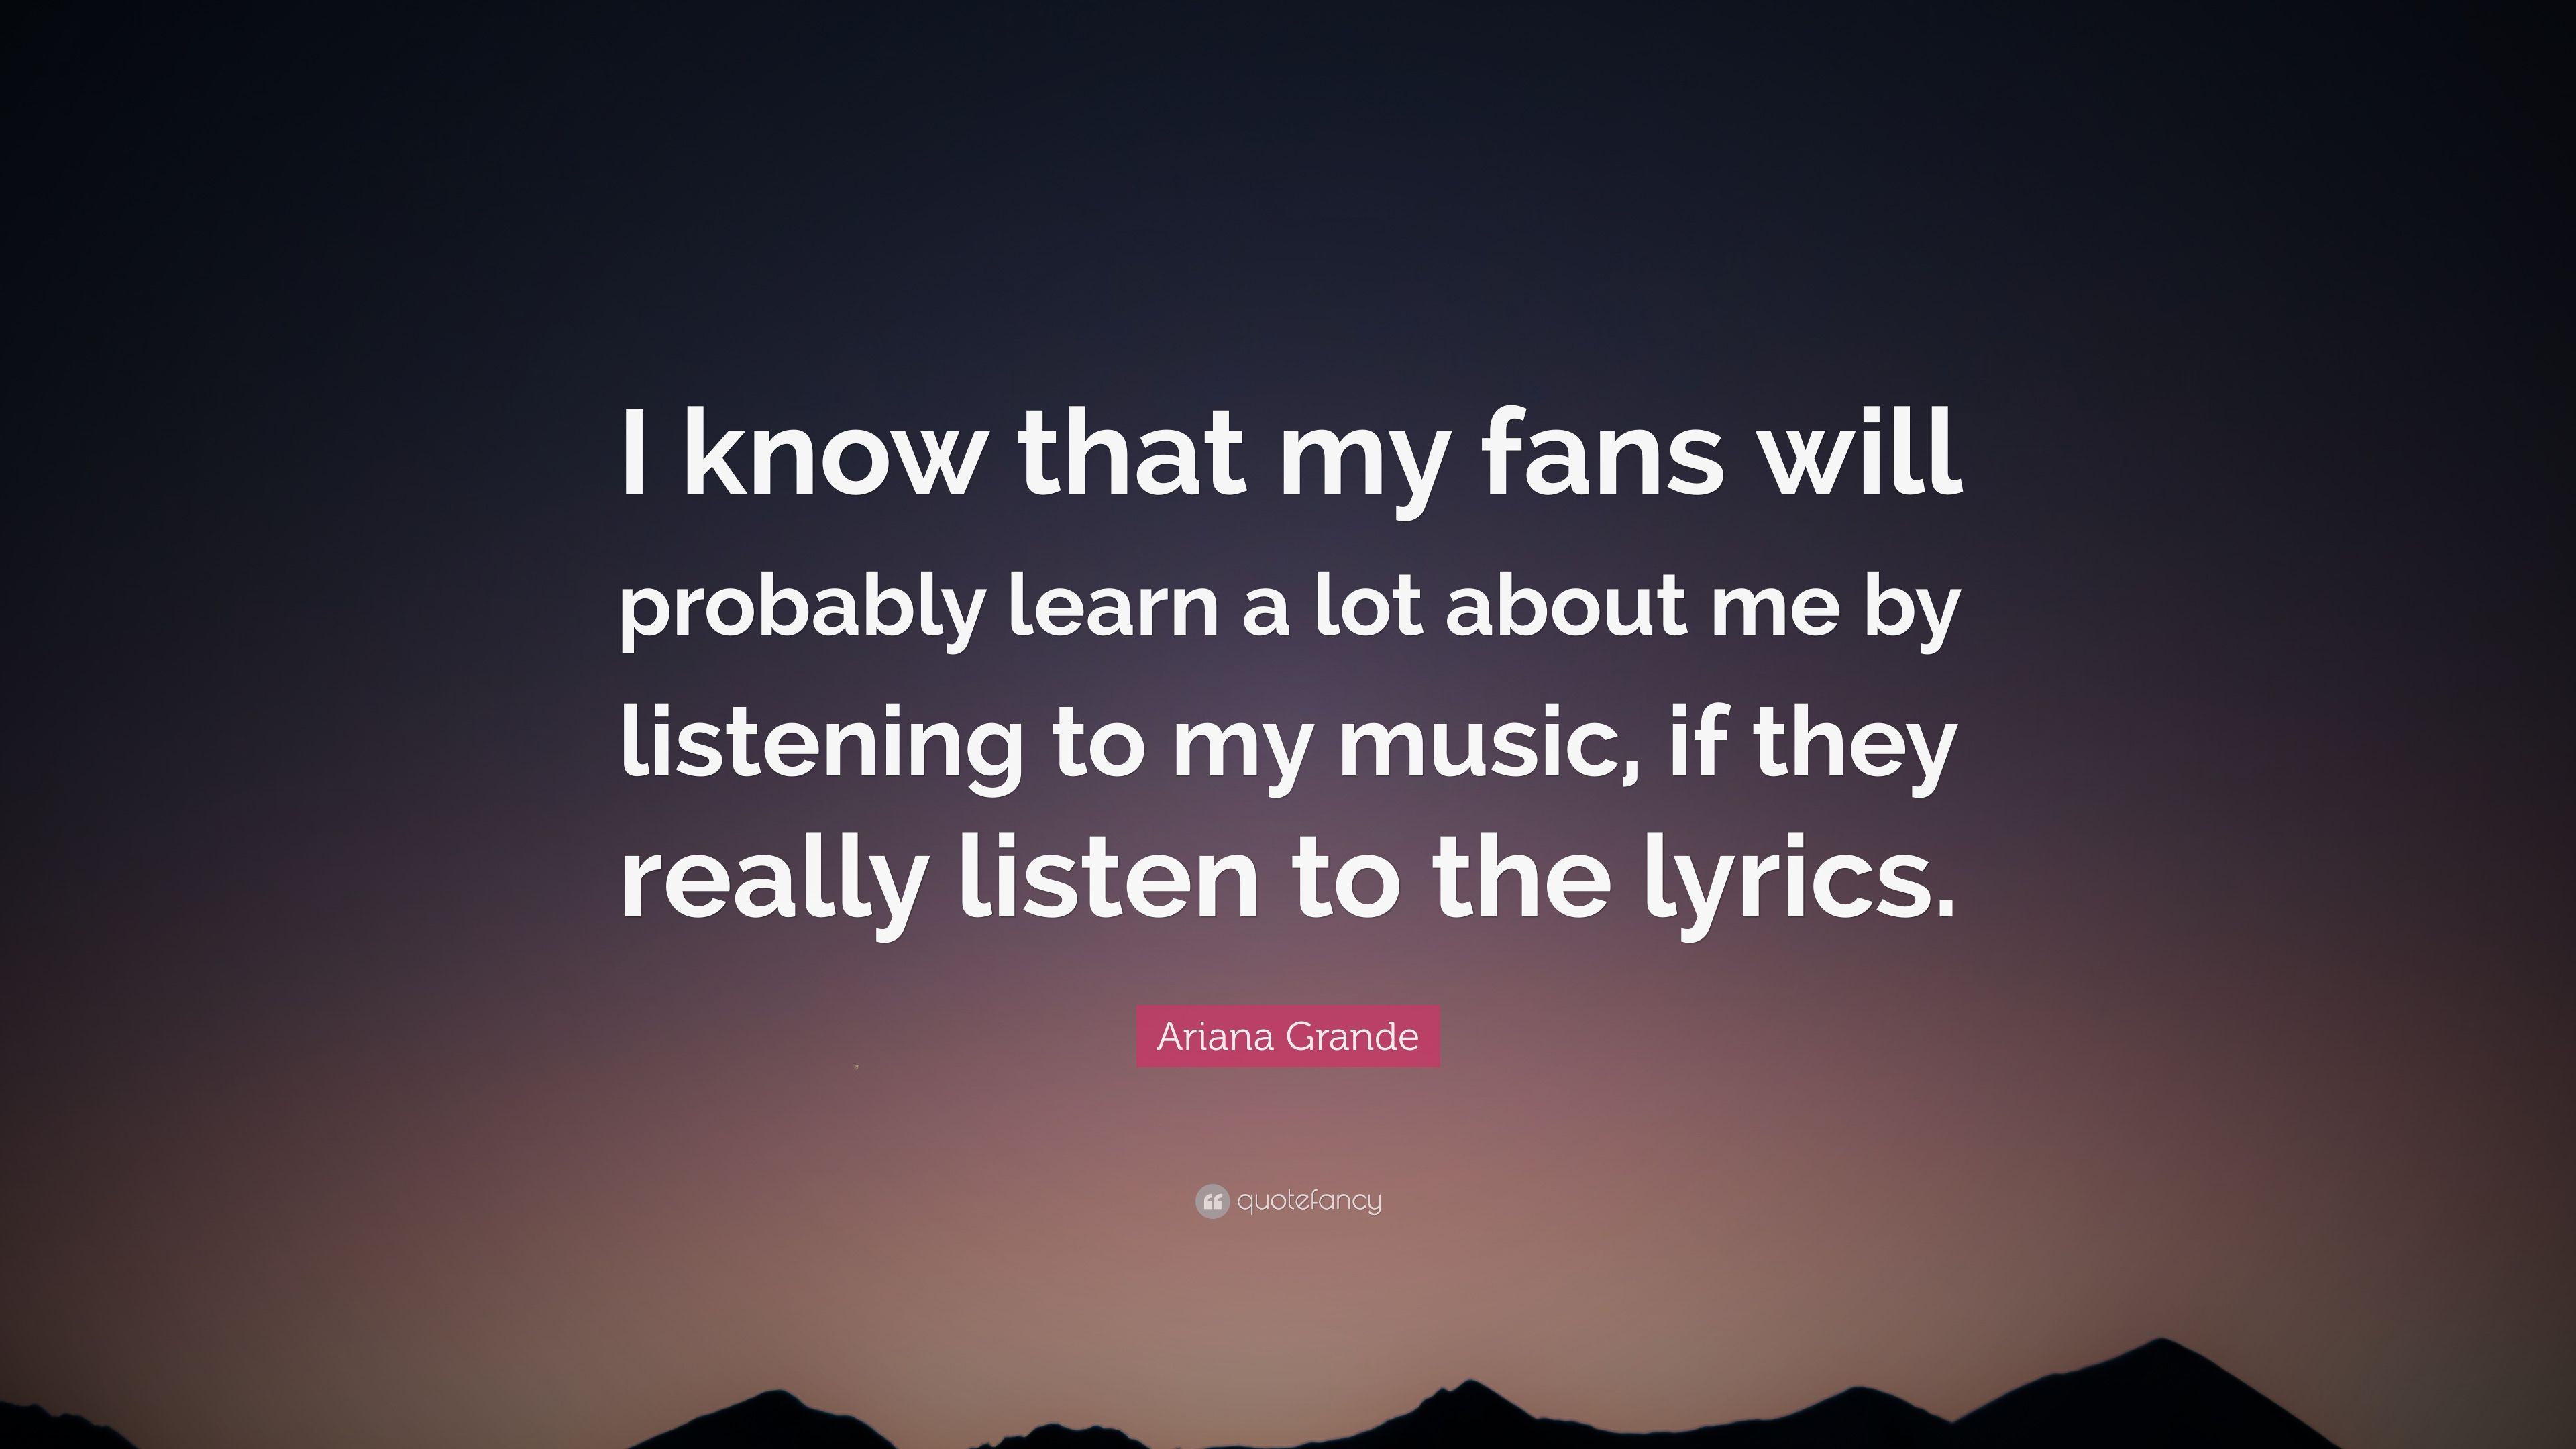 I know that my fans will
probably learn a lot about me by
listening to my music, if they
really listen to the lyrics.
Ariana Grande
quotefancy